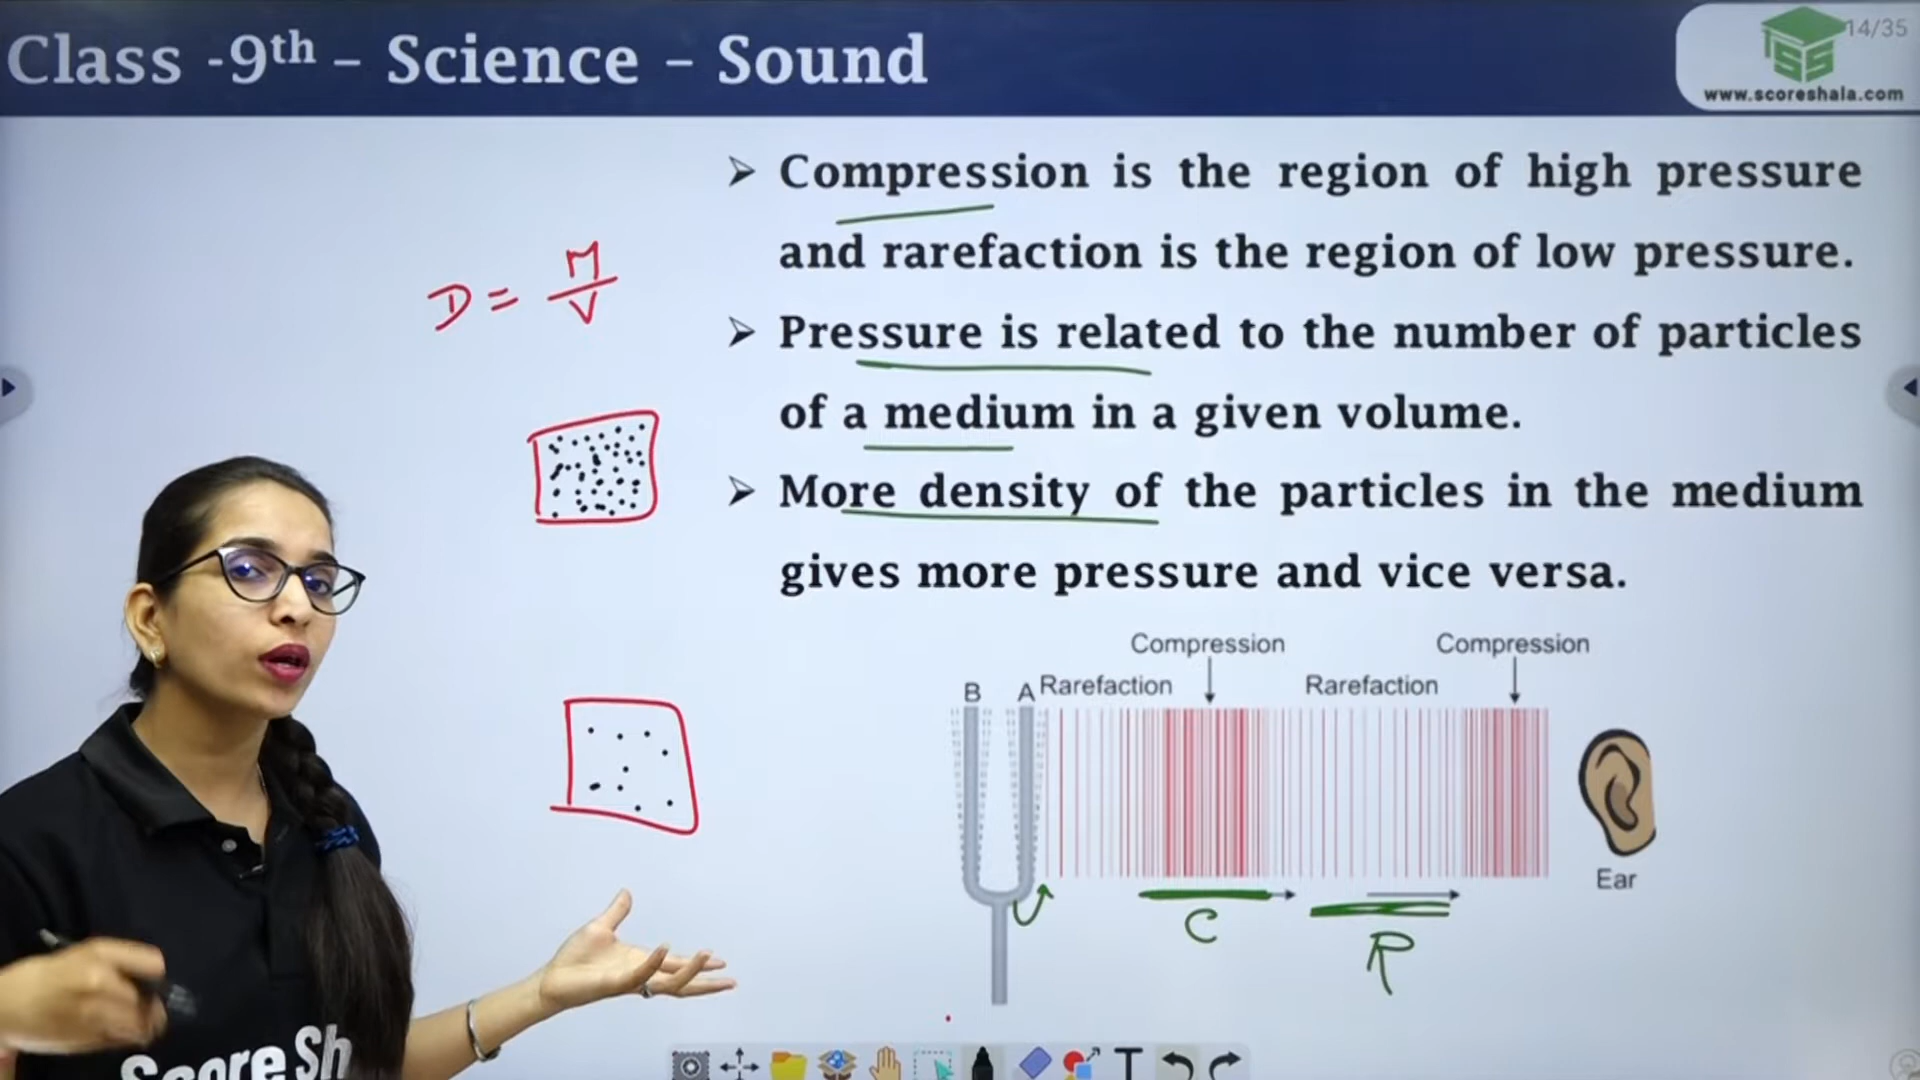 Class -9th – Science – Sound
14/35
SS
www.scoreshala.com
➤ Compression is the region of high pressure
and rarefaction is the region of low pressure.
D = M/V
➤ Pressure is related to the number of particles
of a medium in a given volume.
➤ More density of the particles in the medium
gives more pressure and vice versa.
Compression Compression
B A Rarefaction Rarefaction
Ear
C
R
Score Sh
T